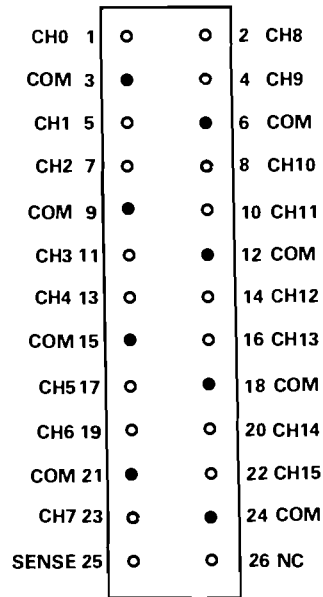 CH0 1 2 CH8
COM 3 4 CH9
CH1 5 6 COM
CH2 7 8 CH10
COM 9 10 CH11
CH3 11 12 COM
CH4 13 14 CH12
COM 15 16 CH13
CH5 17 18 COM
CH6 19 20 CH14
COM 21 22 CH15
CH7 23 24 COM
SENSE 25 26 NC